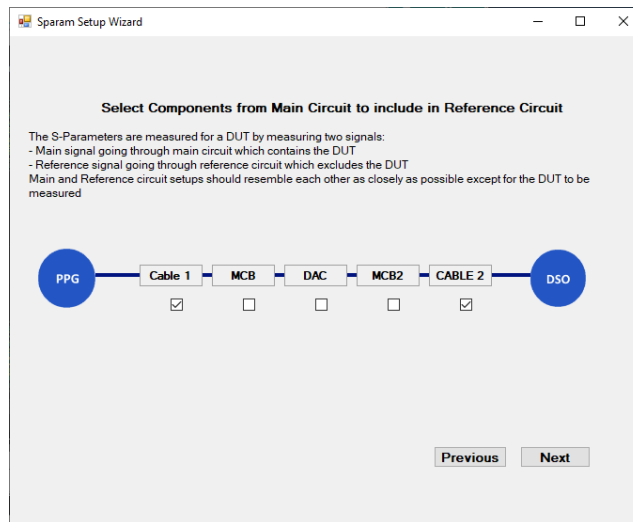 Sparam Setup Wizard
Select Components from Main Circuit to include in Reference Circuit
The S-Parameters are measured for a DUT by measuring two signals:
- Main signal going through main circuit which contains the DUT
- Reference signal going through reference circuit which excludes the DUT
Main and Reference circuit setups should resemble each other as closely as possible except for the DUT to be
measured
PPG Cable 1 MCB DAC MCB2 CABLE 2 DSO
Previous Next